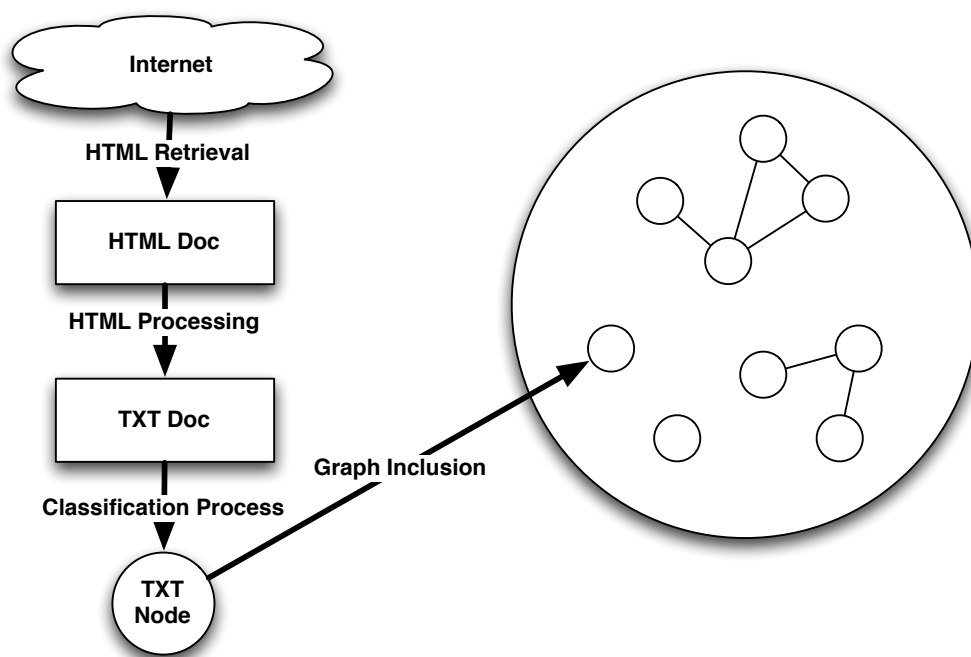 Internet
HTML Retrieval
HTML Doc
HTML Processing
TXT Doc
Graph Inclusion
Classification Process
TXT
Node